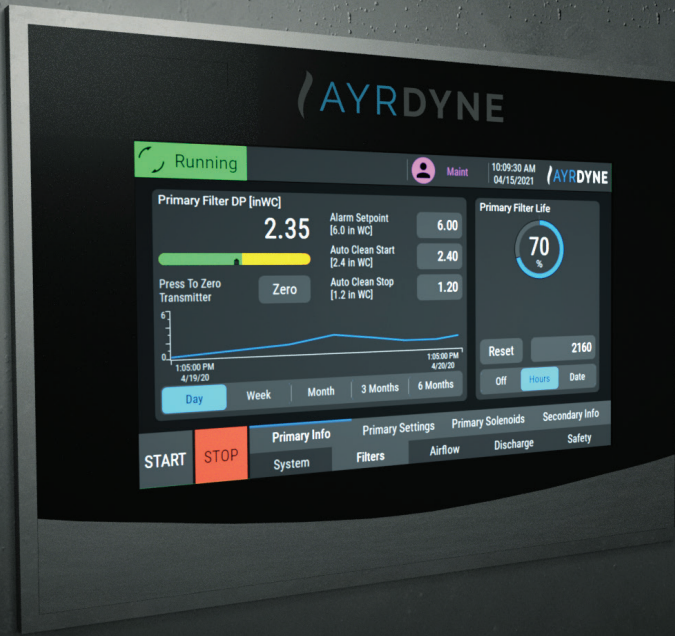 AYRDYNE
Running
Maint
10:09:30 AM
04/15/2021
AYRDYNE
Primary Filter DP [inWC]
2.35
Alarm Setpoint
[6.0 in WC]
6.00
Auto Clean Start
[2.4 in WC]
2.40
Press To Zero
Transmitter
Zero
Auto Clean Stop
[1.2 in WC]
1.20
6
0
1:05:00 PM
4/19/20
1:05:00 PM
4/20/20
Day
Week
Month
3 Months
6 Months
Primary Filter Life
70
%
Reset
2160
Off
Hours
Date
START
STOP
Primary Info
Primary Settings
Primary Solenoids
Secondary Info
System
Filters
Airflow
Discharge
Safety